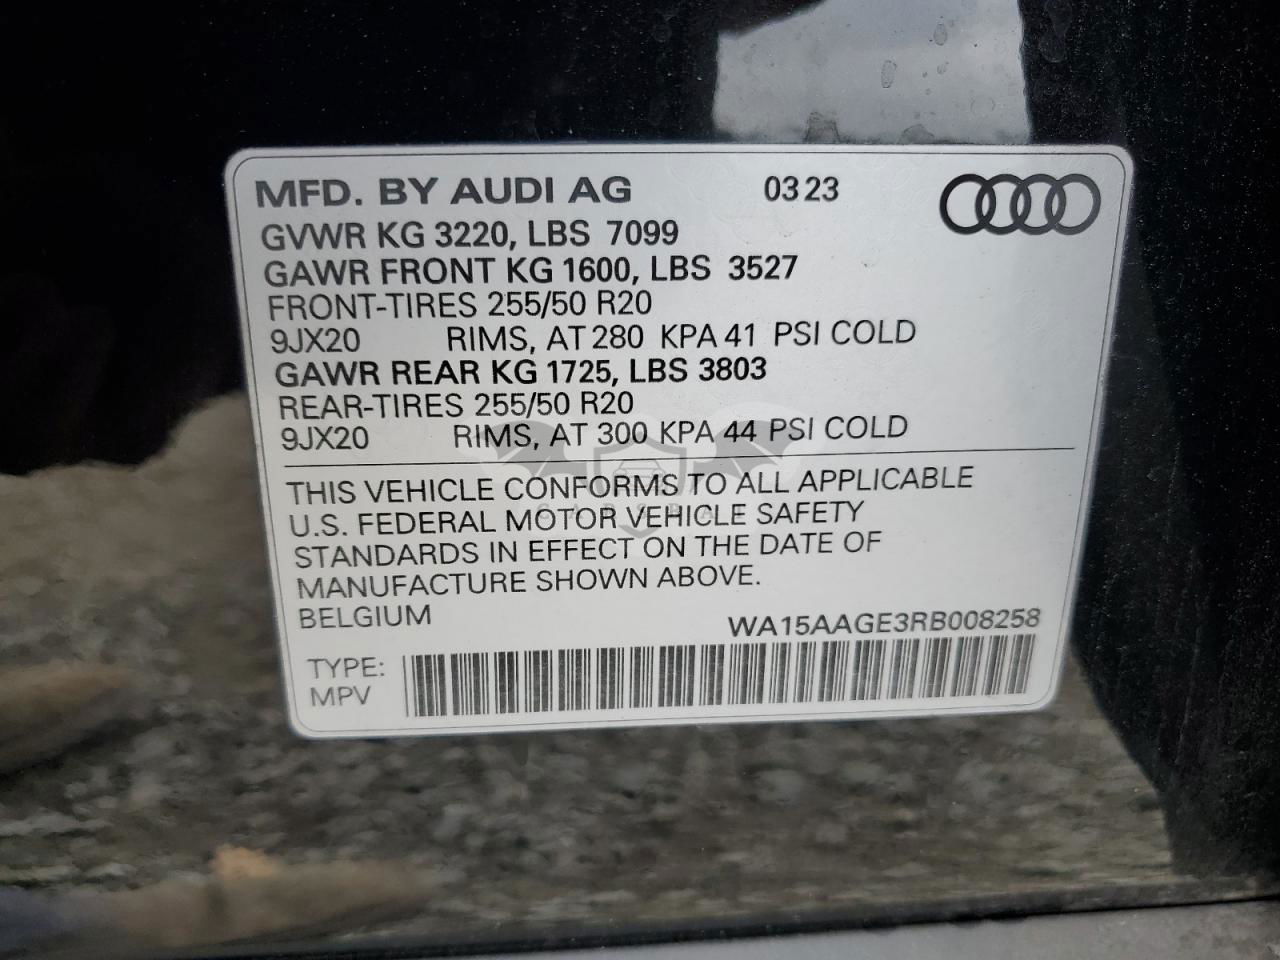 MFD. BY AUDI AG 03 23
GVWR KG 3220, LBS 7099
GAWR FRONT KG 1600, LBS 3527
FRONT-TIRES 255/50 R20
9JX20 RIMS, AT 280 KPA 41 PSI COLD
GAWR REAR KG 1725, LBS 3803
REAR-TIRES 255/50 R20
9JX20 RIMS, AT 300 KPA 44 PSI COLD
THIS VEHICLE CONFORMS TO ALL APPLICABLE
U.S. FEDERAL MOTOR VEHICLE SAFETY
STANDARDS IN EFFECT ON THE DATE OF
MANUFACTURE SHOWN ABOVE.
BELGIUM WA15AAGE3RB008258
TYPE:
MPV